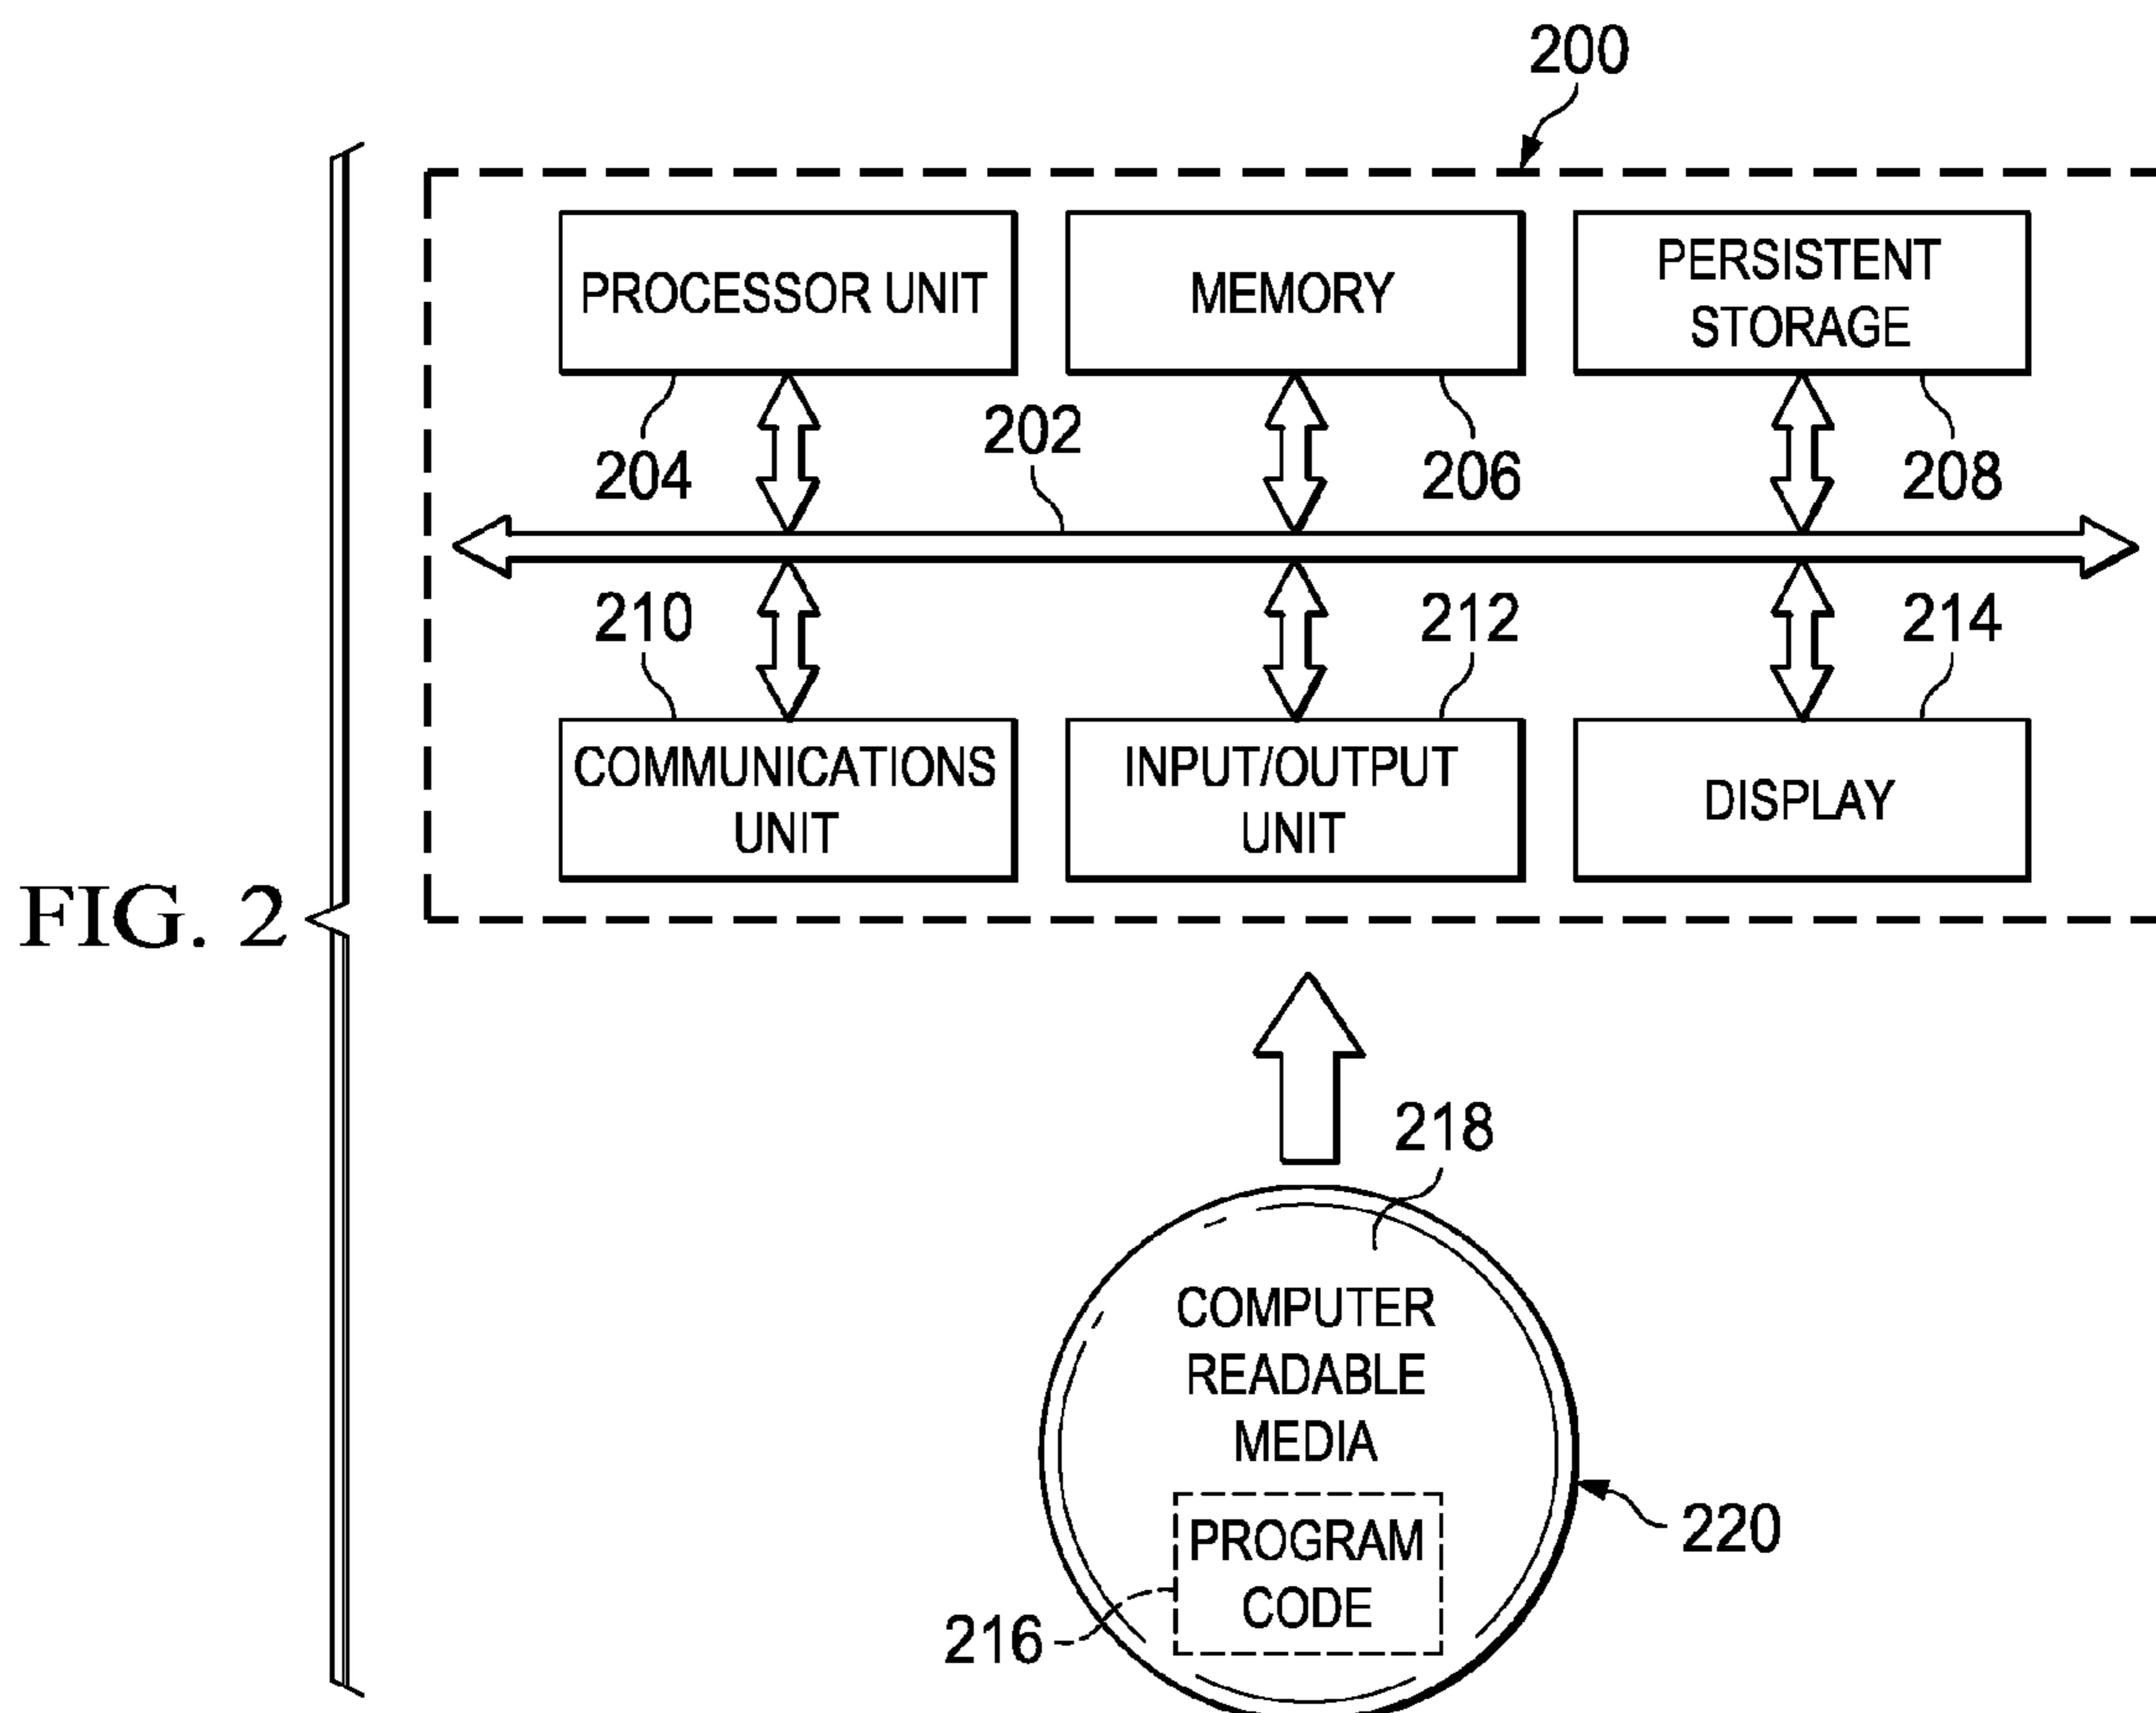 200
PROCESSOR UNIT
MEMORY
PERSISTENT
STORAGE
204
202
206
208
210
212
214
COMMUNICATIONS
UNIT
INPUT/OUTPUT
UNIT
DISPLAY
FIG. 2
218
COMPUTER
READABLE
MEDIA
PROGRAM
CODE
220
216